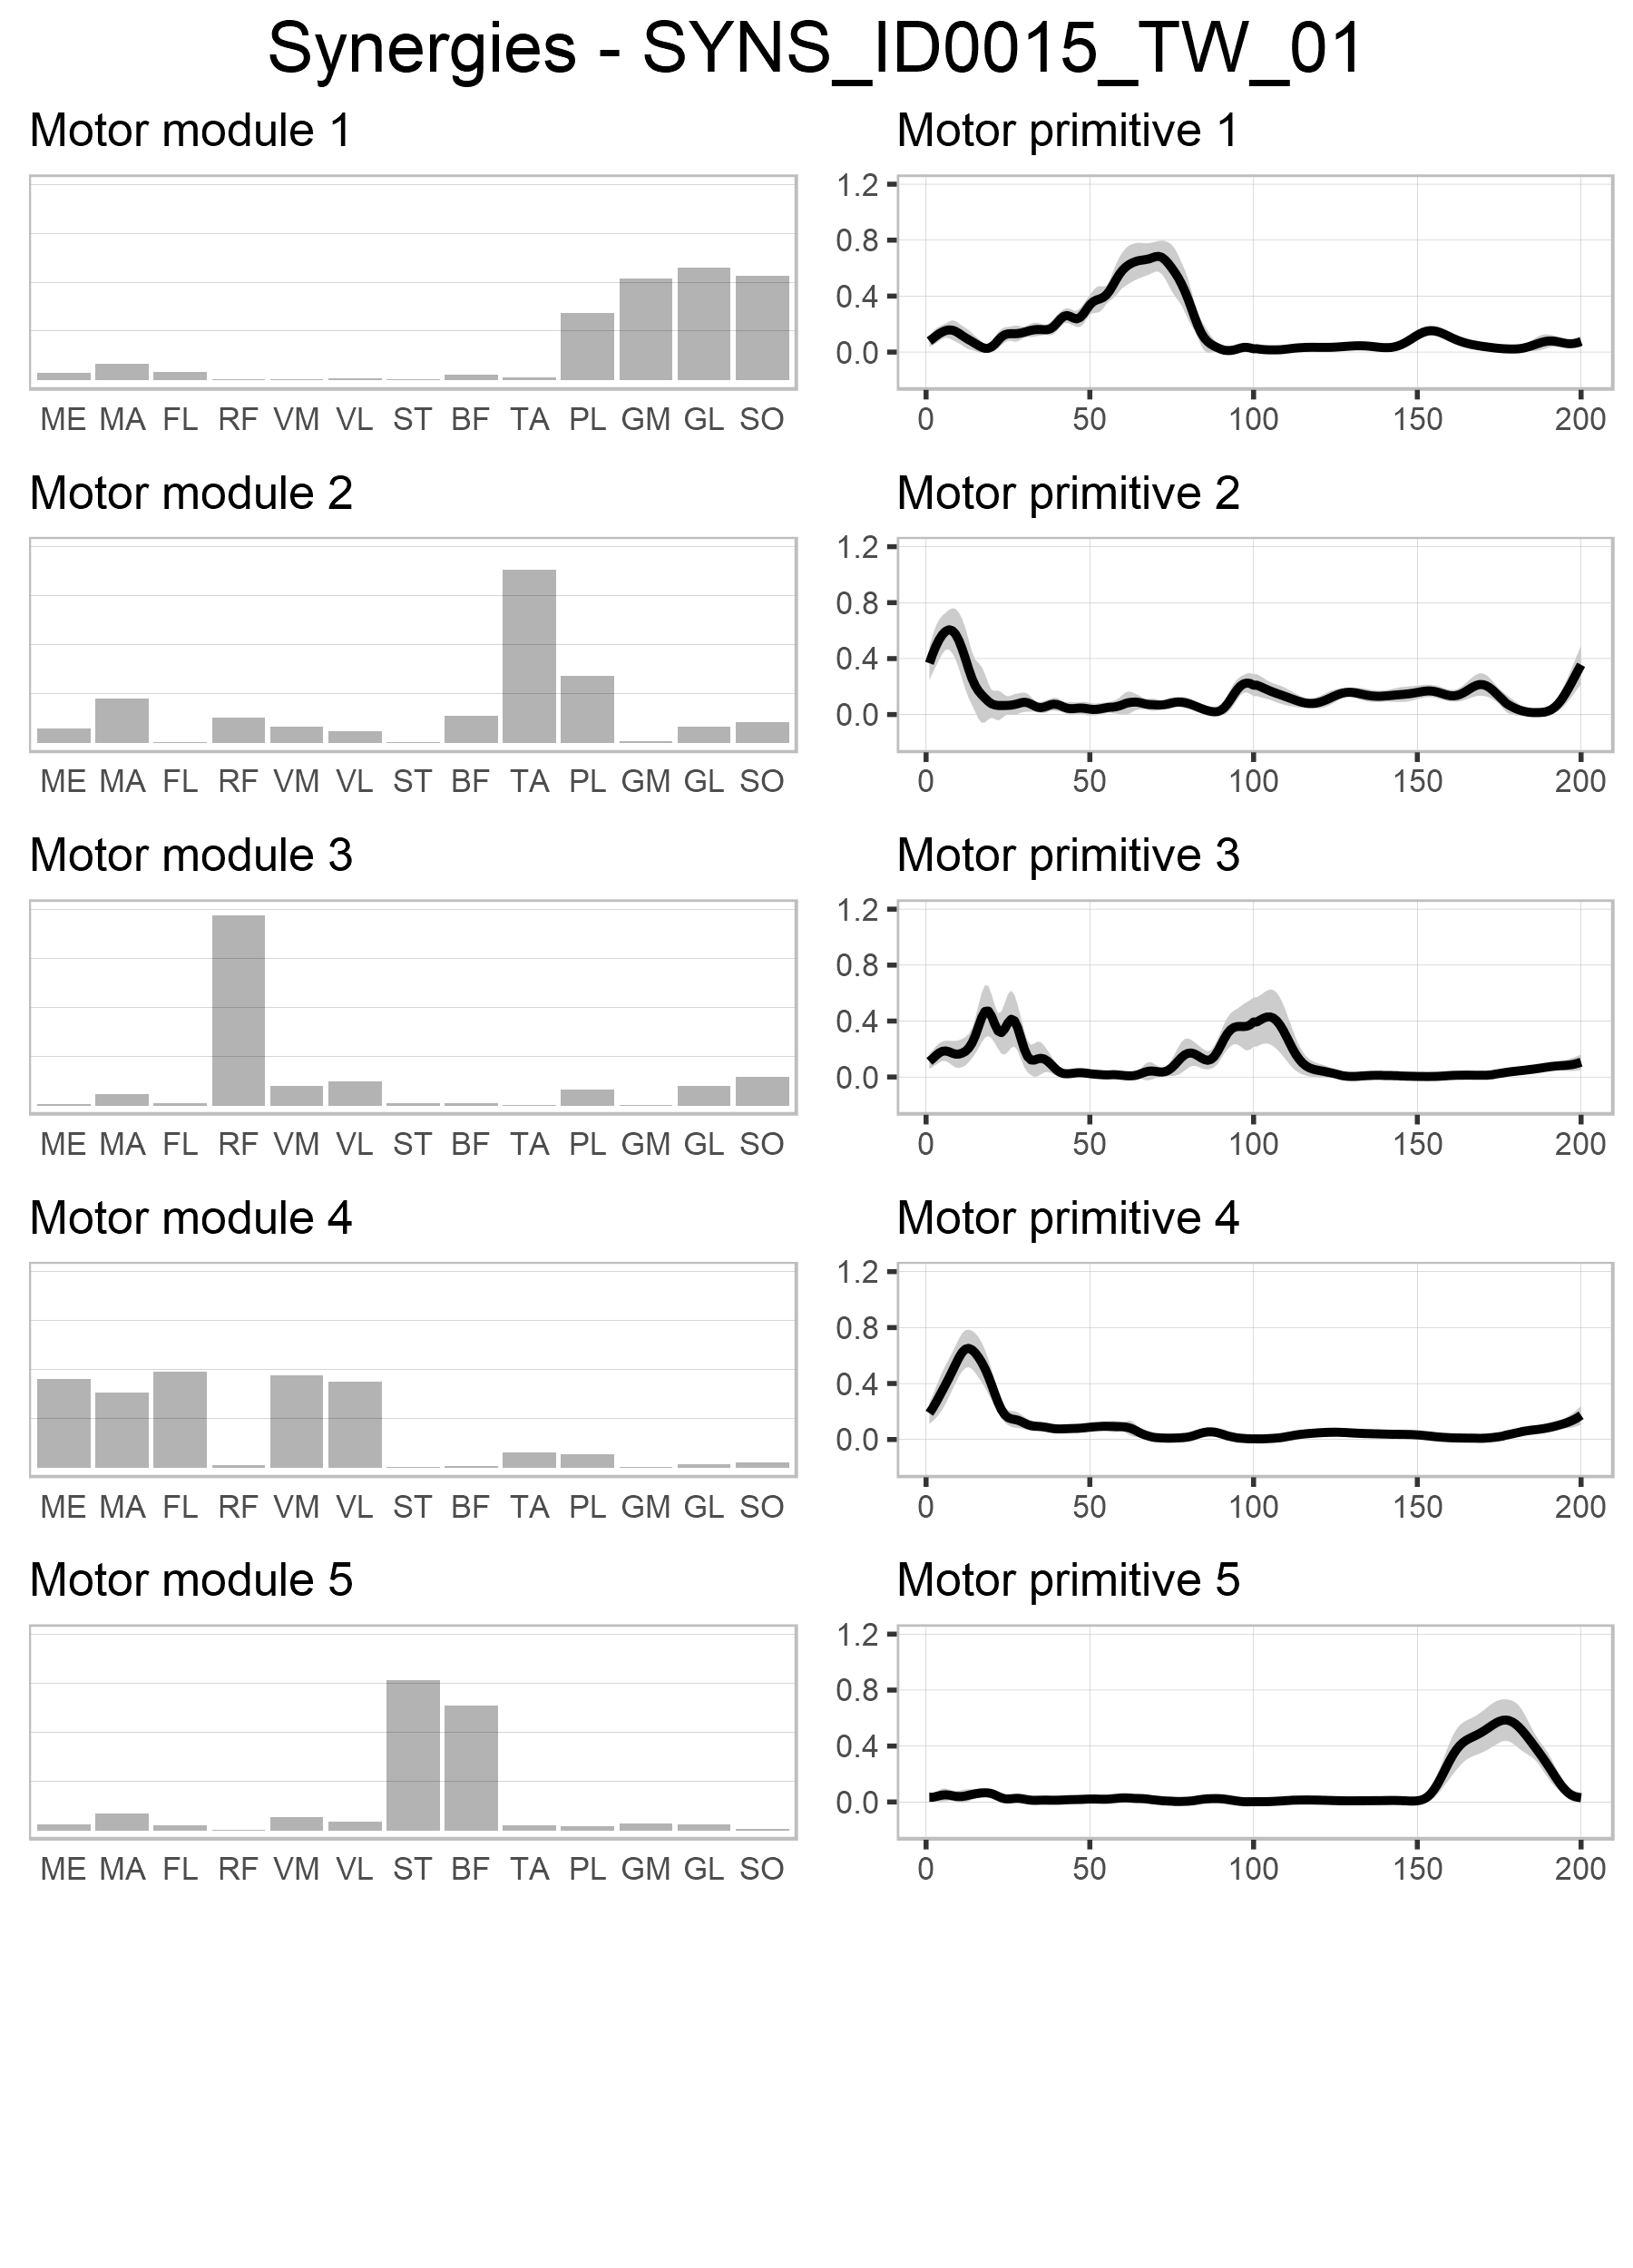 Synergies - SYNS_ID0015_TW_01
Motor module 1
Motor primitive 1
1.2
0.8
0.4
0.0
ME MA FL RF VM VL ST BF TA PL GM GL SO
0 50 100 150 200
Motor module 2
Motor primitive 2
1.2
0.8
0.4
0.0
ME MA FL RF VM VL ST BF TA PL GM GL SO
0 50 100 150 200
Motor module 3
Motor primitive 3
1.2
0.8
0.4
0.0
ME MA FL RF VM VL ST BF TA PL GM GL SO
0 50 100 150 200
Motor module 4
Motor primitive 4
1.2
0.8
0.4
0.0
ME MA FL RF VM VL ST BF TA PL GM GL SO
0 50 100 150 200
Motor module 5
Motor primitive 5
1.2
0.8
0.4
0.0
ME MA FL RF VM VL ST BF TA PL GM GL SO
0 50 100 150 200